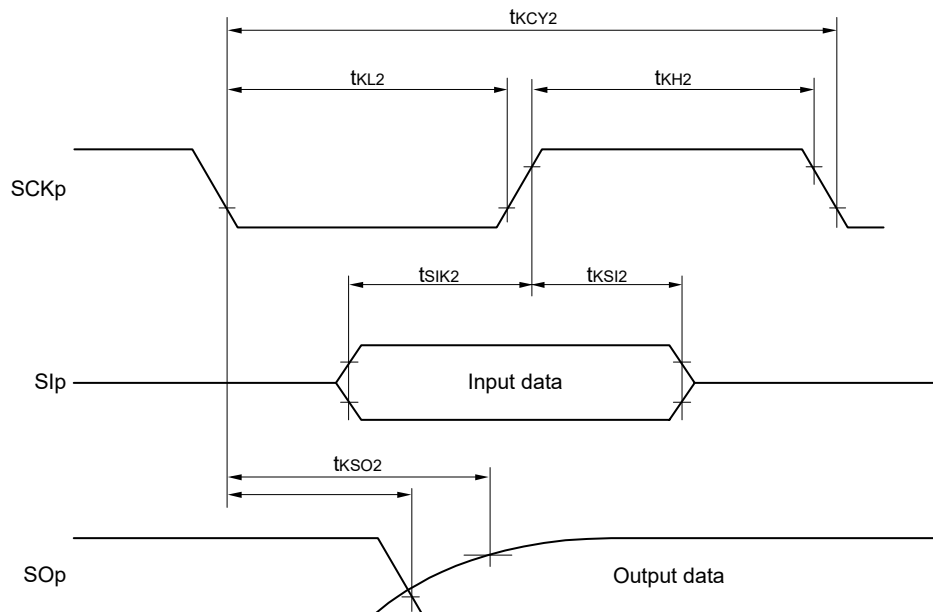 tKCY2
tKL2
tKH2
SCKp
tSIK2
tKSI2
SIp
Input data
tKSO2
SOp
Output data